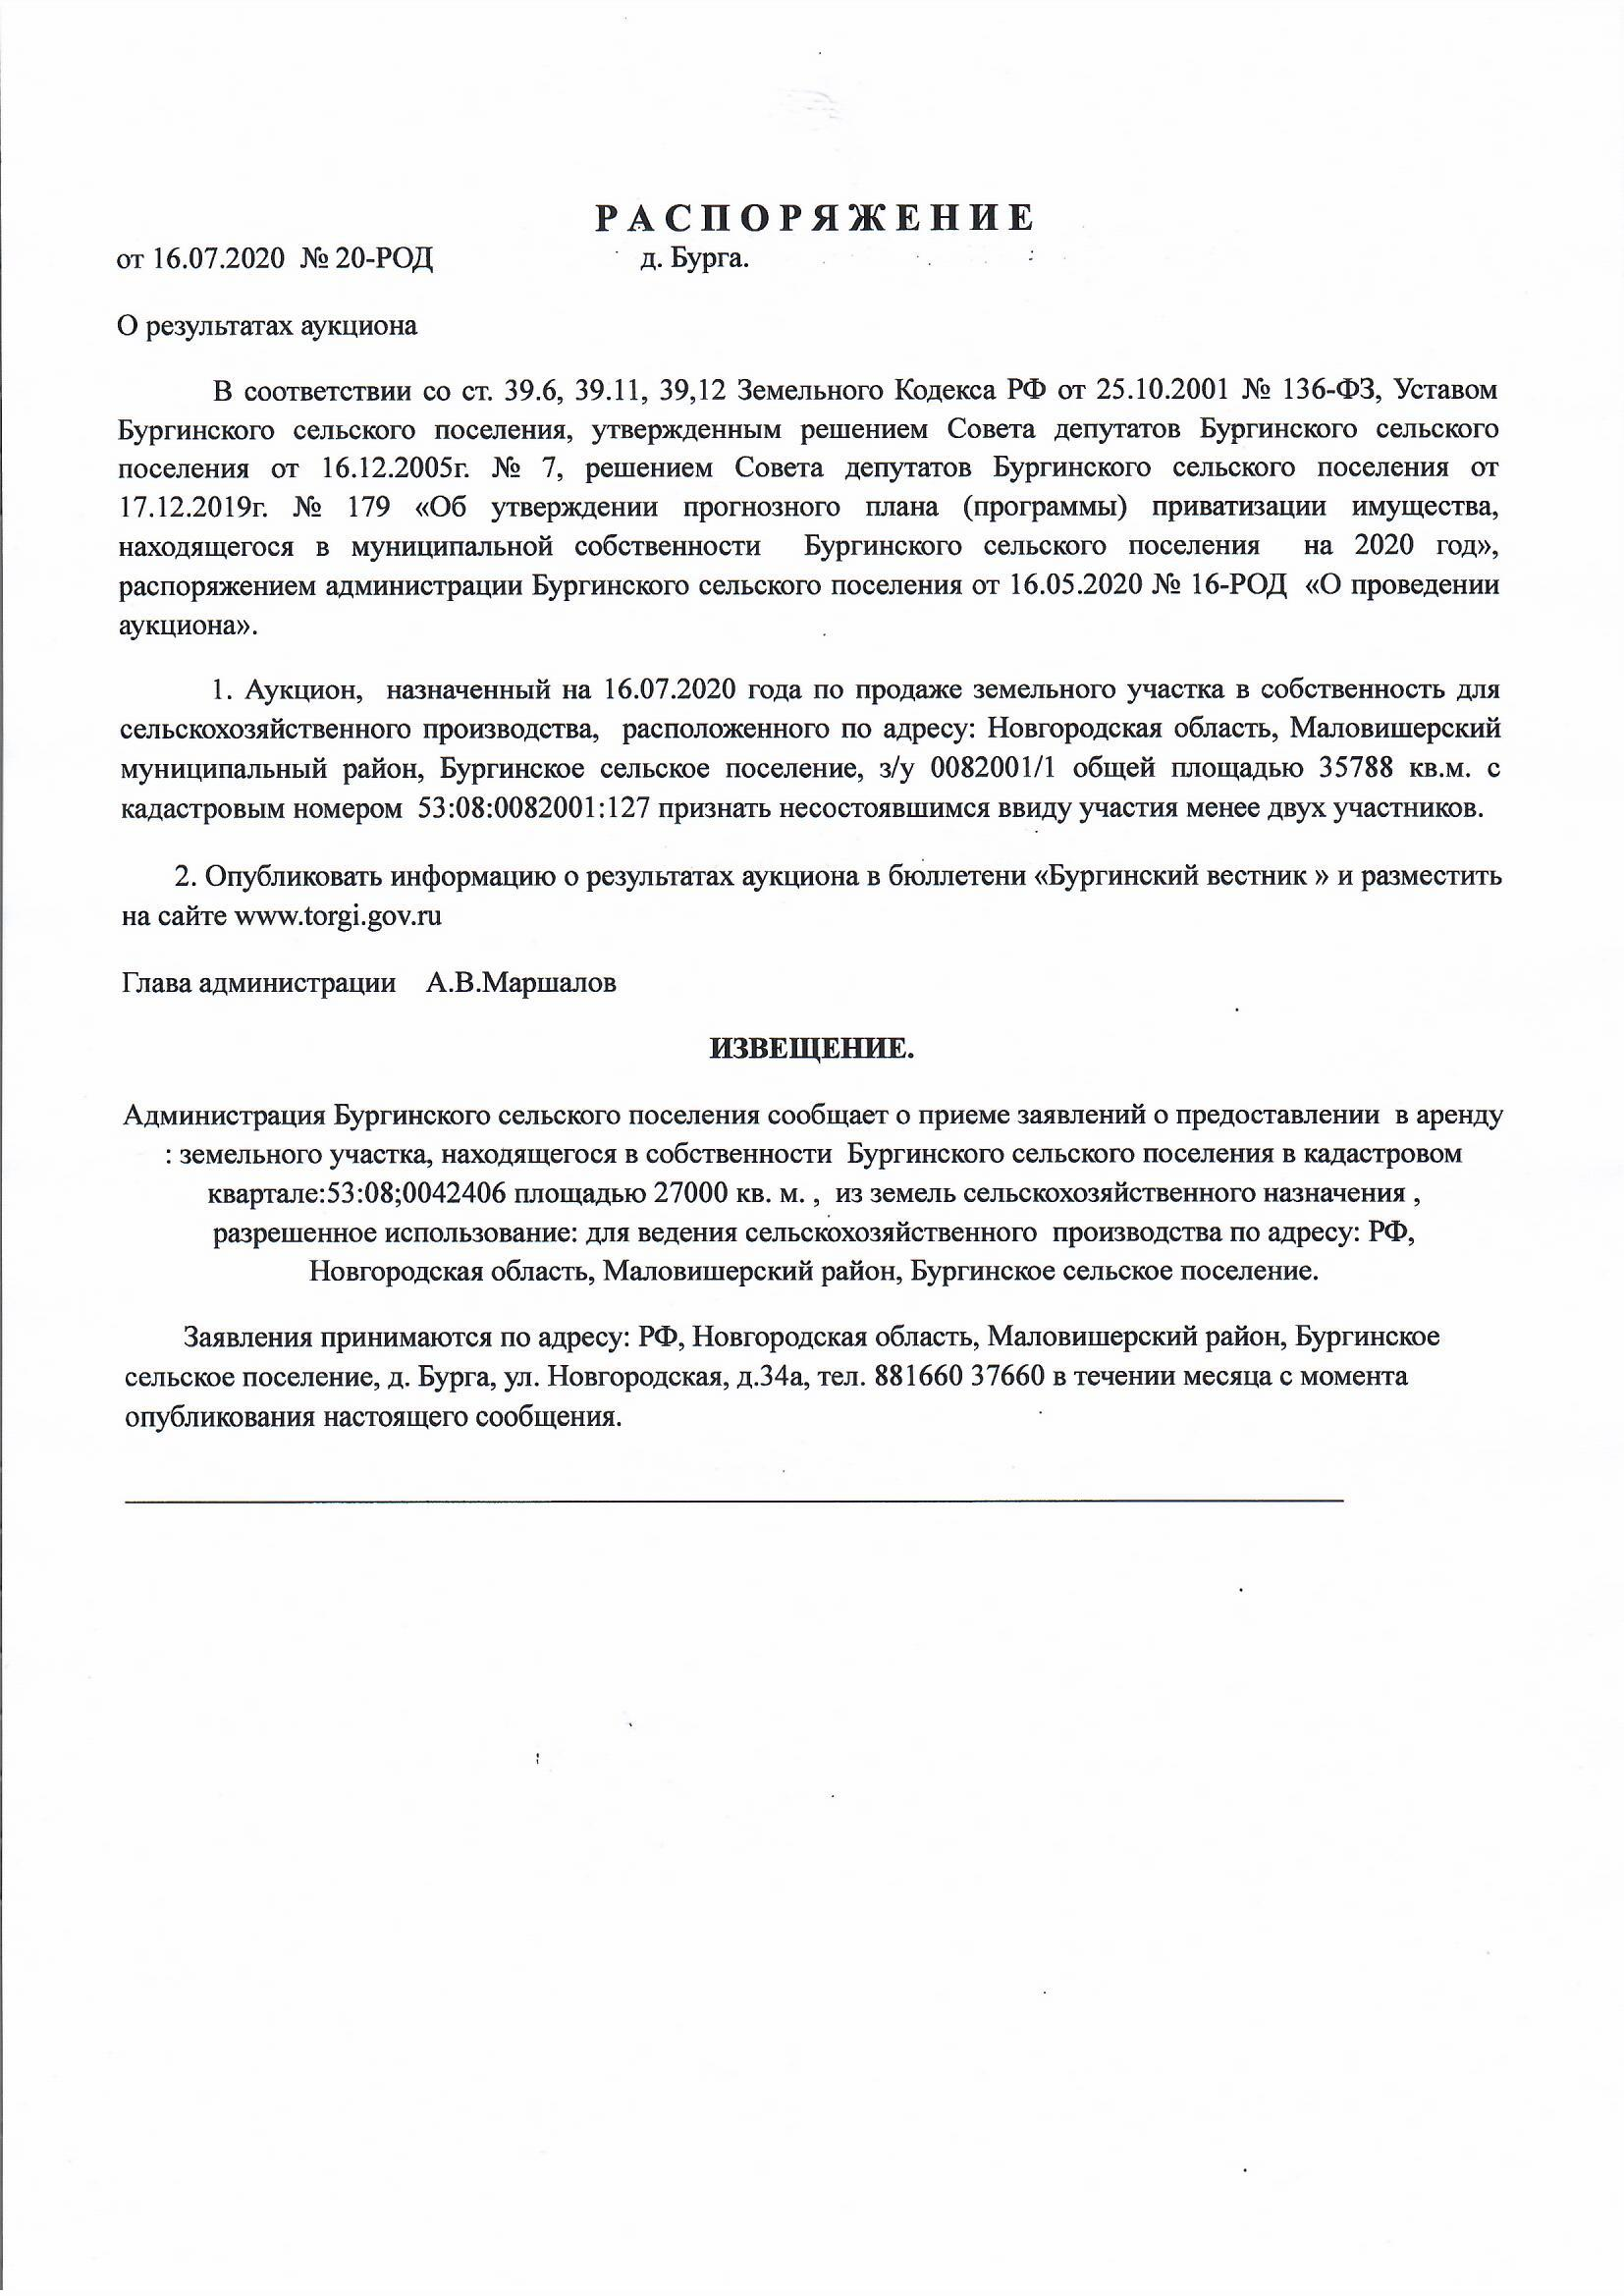 РАСПОРЯЖЕНИЕ
от 16.07.2020 № 20-РОД д. Бурга.
О результатах аукциона
В соответствии со ст. 39.6, 39.11, 39,12 Земельного Кодекса РФ от 25.10.2001 № 136-ФЗ, Уставом
Бургинского сельского поселения, утвержденным решением Совета депутатов Бургинского сельского
поселения от 16.12.2005г. № 7, решением Совета депутатов Бургинского сельского поселения от
17.12.2019г. № 179 «Об утверждении прогнозного плана (программы) приватизации имущества,
находящегося в муниципальной собственности Бургинского сельского поселения на 2020 год»,
распоряжением администрации Бургинского сельского поселения от 16.05.2020 № 16-РОД «О проведении
аукциона».
1. Аукцион, назначенный на 16.07.2020 года по продаже земельного участка в собственность для
сельскохозяйственного производства, расположенного по адресу: Новгородская область, Маловишерский
муниципальный район, Бургинское сельское поселение, з/у 0082001/1 общей площадью 35788 кв.м. с
кадастровым номером 53:08:0082001:127 признать несостоявшимся ввиду участия менее двух участников.
2. Опубликовать информацию о результатах аукциона в бюллетени «Бургинский вестник » и разместить
на сайте www.torgi.gov.ru
Глава администрации А.В.Маршалов
ИЗВЕЩЕНИЕ.
Администрация Бургинского сельского поселения сообщает о приеме заявлений о предоставлении в аренду
: земельного участка, находящегося в собственности Бургинского сельского поселения в кадастровом
квартале:53:08;0042406 площадью 27000 кв. м. , из земель сельскохозяйственного назначения ,
разрешенное использование: для ведения сельскохозяйственного производства по адресу: РФ,
Новгородская область, Маловишерский район, Бургинское сельское поселение.
Заявления принимаются по адресу: РФ, Новгородская область, Маловишерский район, Бургинское
сельское поселение, д. Бурга, ул. Новгородская, д.34а, тел. 881660 37660 в течении месяца с момента
опубликования настоящего сообщения.